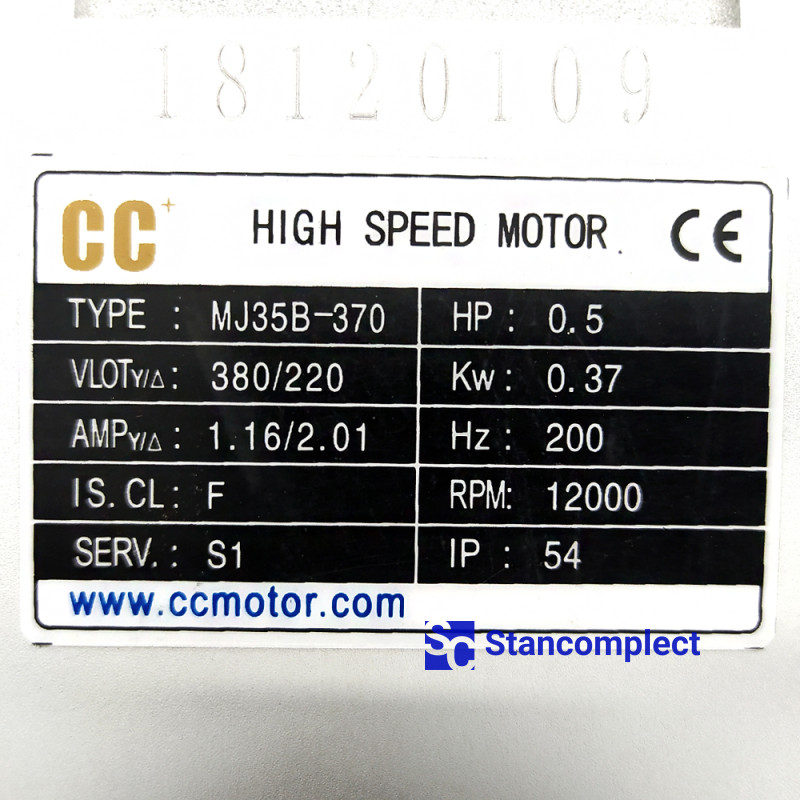 18120109
CC+ HIGH SPEED MOTOR. CE
TYPE : MJ35B-370 HP : 0.5
VLOTY/△ : 380/220 Kw : 0.37
AMPY/△ : 1.16/2.01 Hz : 200
IS.CL : F RPM: 12000
SERV. : S1 IP : 54
www.ccmotor.com
SC Stancomplect